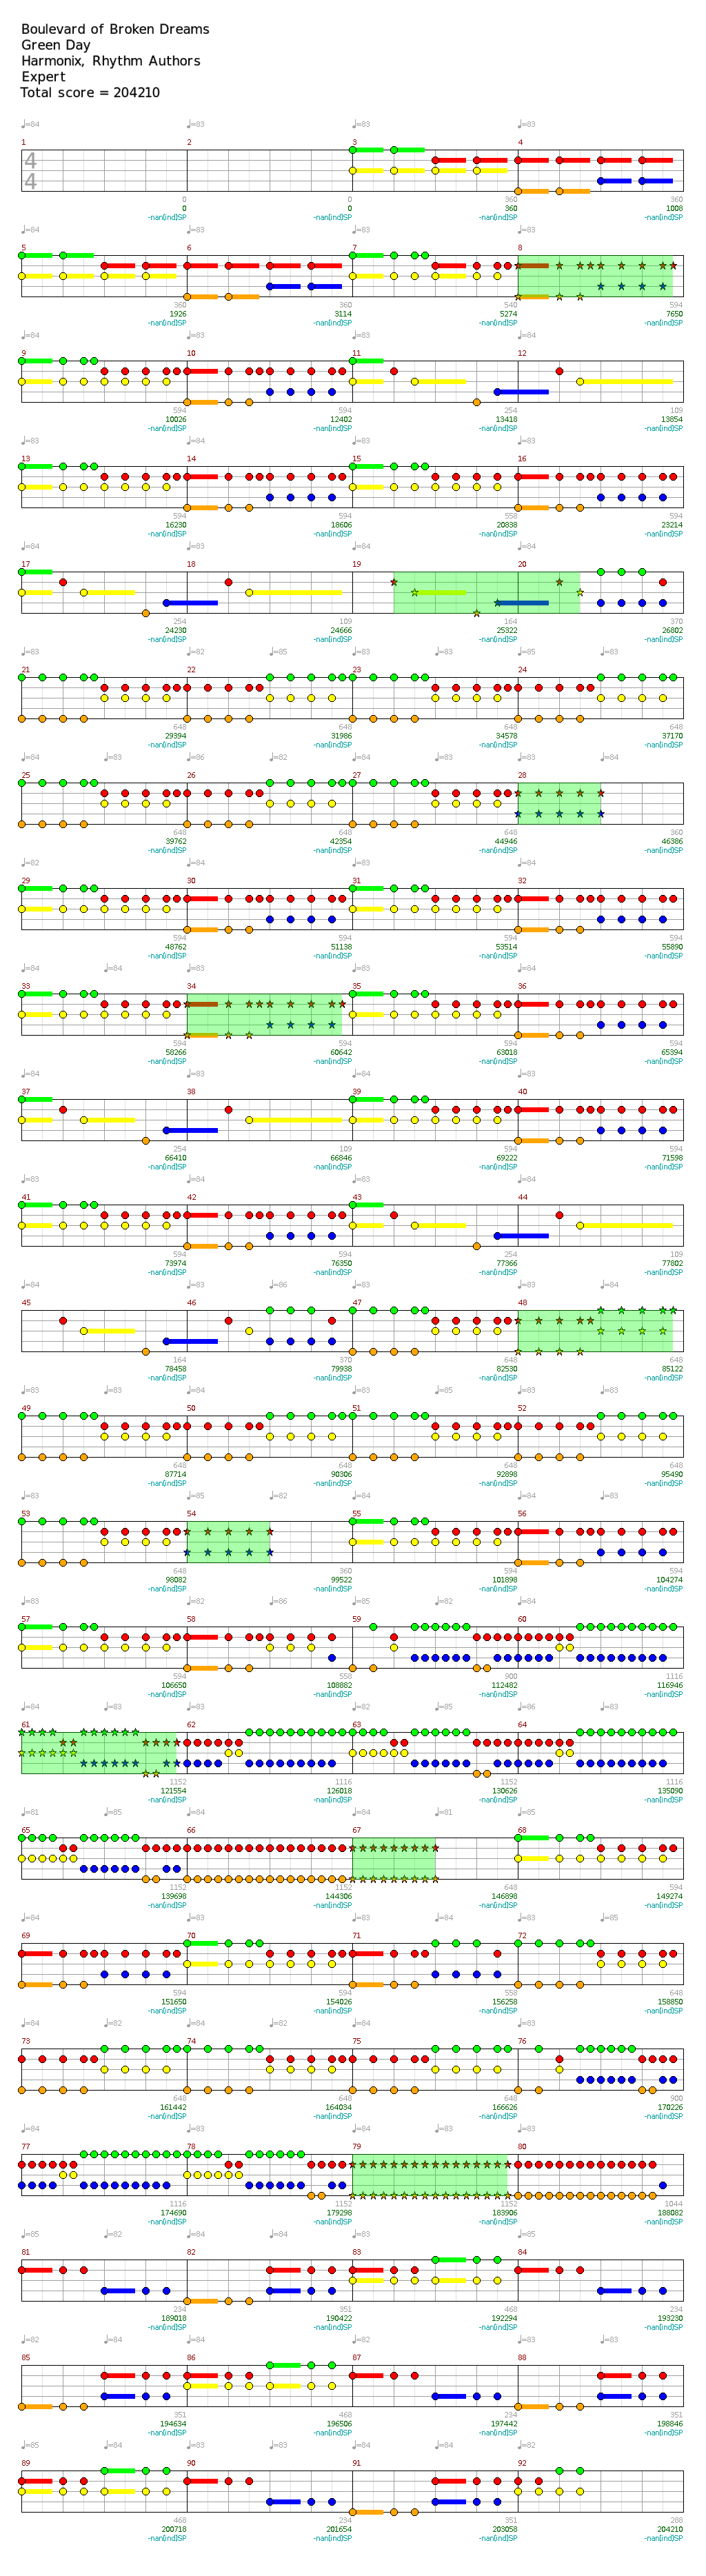 Boulevard of Broken Dreams
Green Day
Harmonix, Rhythm Authors
Expert
Total score = 204210
♩=84 ♩=83 ♩=83 ♩=83
1 2 3 4
4
4
0 360 360
0 0 360 1008
-nan(ind)SP -nan(ind)SP -nan(ind)SP -nan(ind)SP
♩=84 ♩=83 ♩=83 ♩=83
5 6 7 8
360 360 540 594
1926 3114 5274 7650
-nan(ind)SP -nan(ind)SP -nan(ind)SP -nan(ind)SP
♩=84 ♩=83 ♩=83
9 10 11 12
594 594 254 109
10026 12402 13418 13854
-nan(ind)SP -nan(ind)SP -nan(ind)SP -nan(ind)SP
♩=83 ♩=84 ♩=83 ♩=84
13 14 15 16
594 594 558 594
16230 18606 20838 23214
-nan(ind)SP -nan(ind)SP -nan(ind)SP -nan(ind)SP
17 18 19 20
254 109 164 370
24230 24666 25322 26802
-nan(ind)SP -nan(ind)SP -nan(ind)SP -nan(ind)SP
21 22 23 24
648 648 648 648
29394 31986 34578 37170
-nan(ind)SP -nan(ind)SP -nan(ind)SP -nan(ind)SP
25 26 27 28
648 648 648 360
39762 42354 44946 46386
-nan(ind)SP -nan(ind)SP -nan(ind)SP -nan(ind)SP
29 30 31 32
594 594 594 594
48762 51138 53514 55890
-nan(ind)SP -nan(ind)SP -nan(ind)SP -nan(ind)SP
33 34 35 36
594 594 594 594
58266 60642 63018 65394
-nan(ind)SP -nan(ind)SP -nan(ind)SP -nan(ind)SP
37 38 39 40
254 109 594 594
66410 66846 69222 71598
-nan(ind)SP -nan(ind)SP -nan(ind)SP -nan(ind)SP
41 42 43 44
594 594 254 109
73974 76350 77366 77802
-nan(ind)SP -nan(ind)SP -nan(ind)SP -nan(ind)SP
45 46 47 48
164 370 648 648
78458 79938 82530 85122
-nan(ind)SP -nan(ind)SP -nan(ind)SP -nan(ind)SP
49 50 51 52
648 648 648 648
87714 90306 92898 95490
-nan(ind)SP -nan(ind)SP -nan(ind)SP -nan(ind)SP
53 54 55 56
648 360 594 594
98082 99522 101898 104274
-nan(ind)SP -nan(ind)SP -nan(ind)SP -nan(ind)SP
57 58 59 60
594 558 900 1116
106650 108882 112482 116946
-nan(ind)SP -nan(ind)SP -nan(ind)SP -nan(ind)SP
61 62 63 64
1152 1116 1152 1116
121554 126018 130626 135090
-nan(ind)SP -nan(ind)SP -nan(ind)SP -nan(ind)SP
65 66 67 68
1152 1152 648 594
139698 144306 146898 149274
-nan(ind)SP -nan(ind)SP -nan(ind)SP -nan(ind)SP
69 70 71 72
594 594 558 648
151650 154026 156258 158850
-nan(ind)SP -nan(ind)SP -nan(ind)SP -nan(ind)SP
73 74 75 76
648 648 648 900
161442 164034 166626 170226
-nan(ind)SP -nan(ind)SP -nan(ind)SP -nan(ind)SP
77 78 79 80
1116 1152 1152 1044
174690 179298 183906 188082
-nan(ind)SP -nan(ind)SP -nan(ind)SP -nan(ind)SP
81 82 83 84
234 351 468 234
189018 190422 192294 193230
-nan(ind)SP -nan(ind)SP -nan(ind)SP -nan(ind)SP
85 86 87 88
351 468 234 351
194634 196506 197442 198846
-nan(ind)SP -nan(ind)SP -nan(ind)SP -nan(ind)SP
89 90 91 92
468 234 351 288
200718 201654 203058 204210
-nan(ind)SP -nan(ind)SP -nan(ind)SP -nan(ind)SP